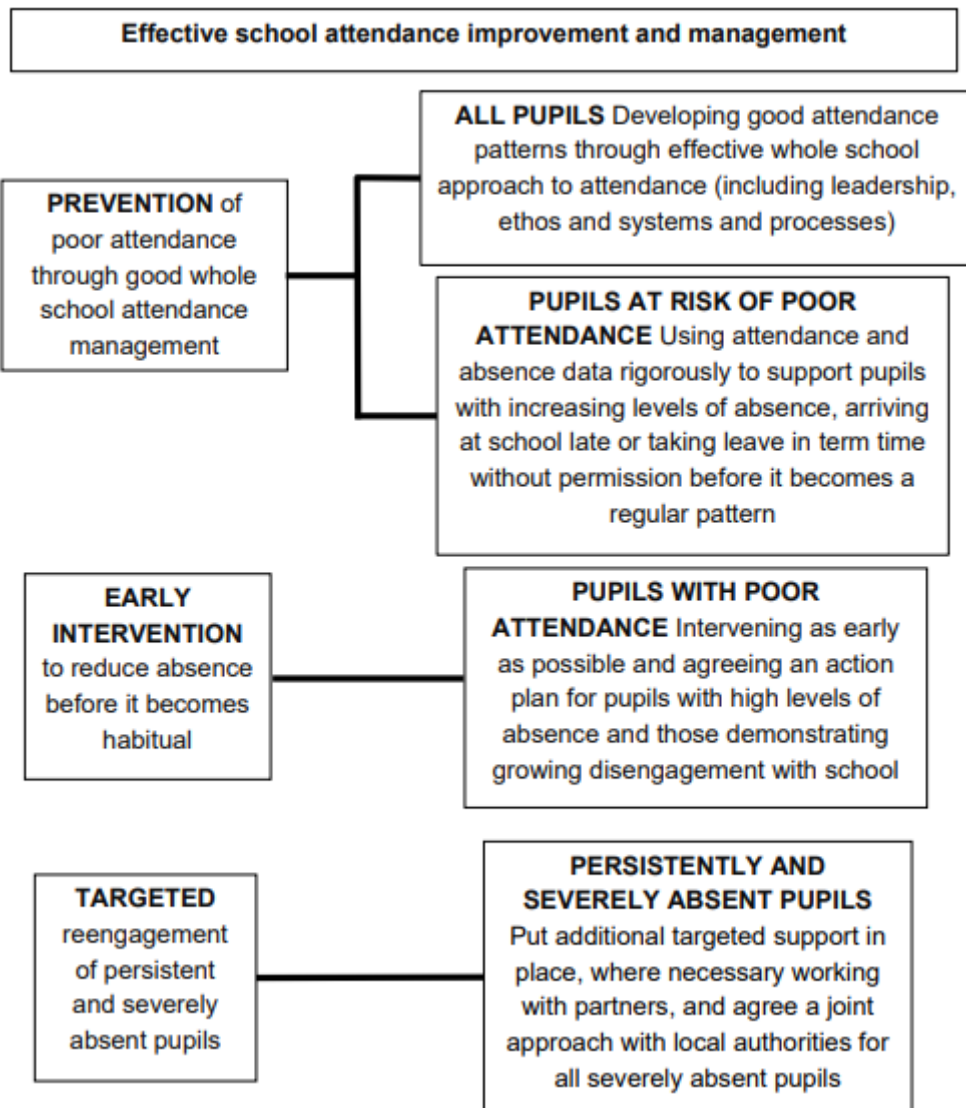 Effective school attendance improvement and management
ALL PUPILS Developing good attendance
patterns through effective whole school
approach to attendance (including leadership,
ethos and systems and processes)
PREVENTION of
poor attendance
through good whole
school attendance
management
PUPILS AT RISK OF POOR
ATTENDANCE Using attendance and
absence data rigorously to support pupils
with increasing levels of absence, arriving
at school late or taking leave in term time
without permission before it becomes a
regular pattern
EARLY
INTERVENTION
to reduce absence
before it becomes
habitual
PUPILS WITH POOR
ATTENDANCE Intervening as early
as possible and agreeing an action
plan for pupils with high levels of
absence and those demonstrating
growing disengagement with school
TARGETED
reengagement
of persistent
and severely
absent pupils
PERSISTENTLY AND
SEVERELY ABSENT PUPILS
Put additional targeted support in
place, where necessary working
with partners, and agree a joint
approach with local authorities for
all severely absent pupils